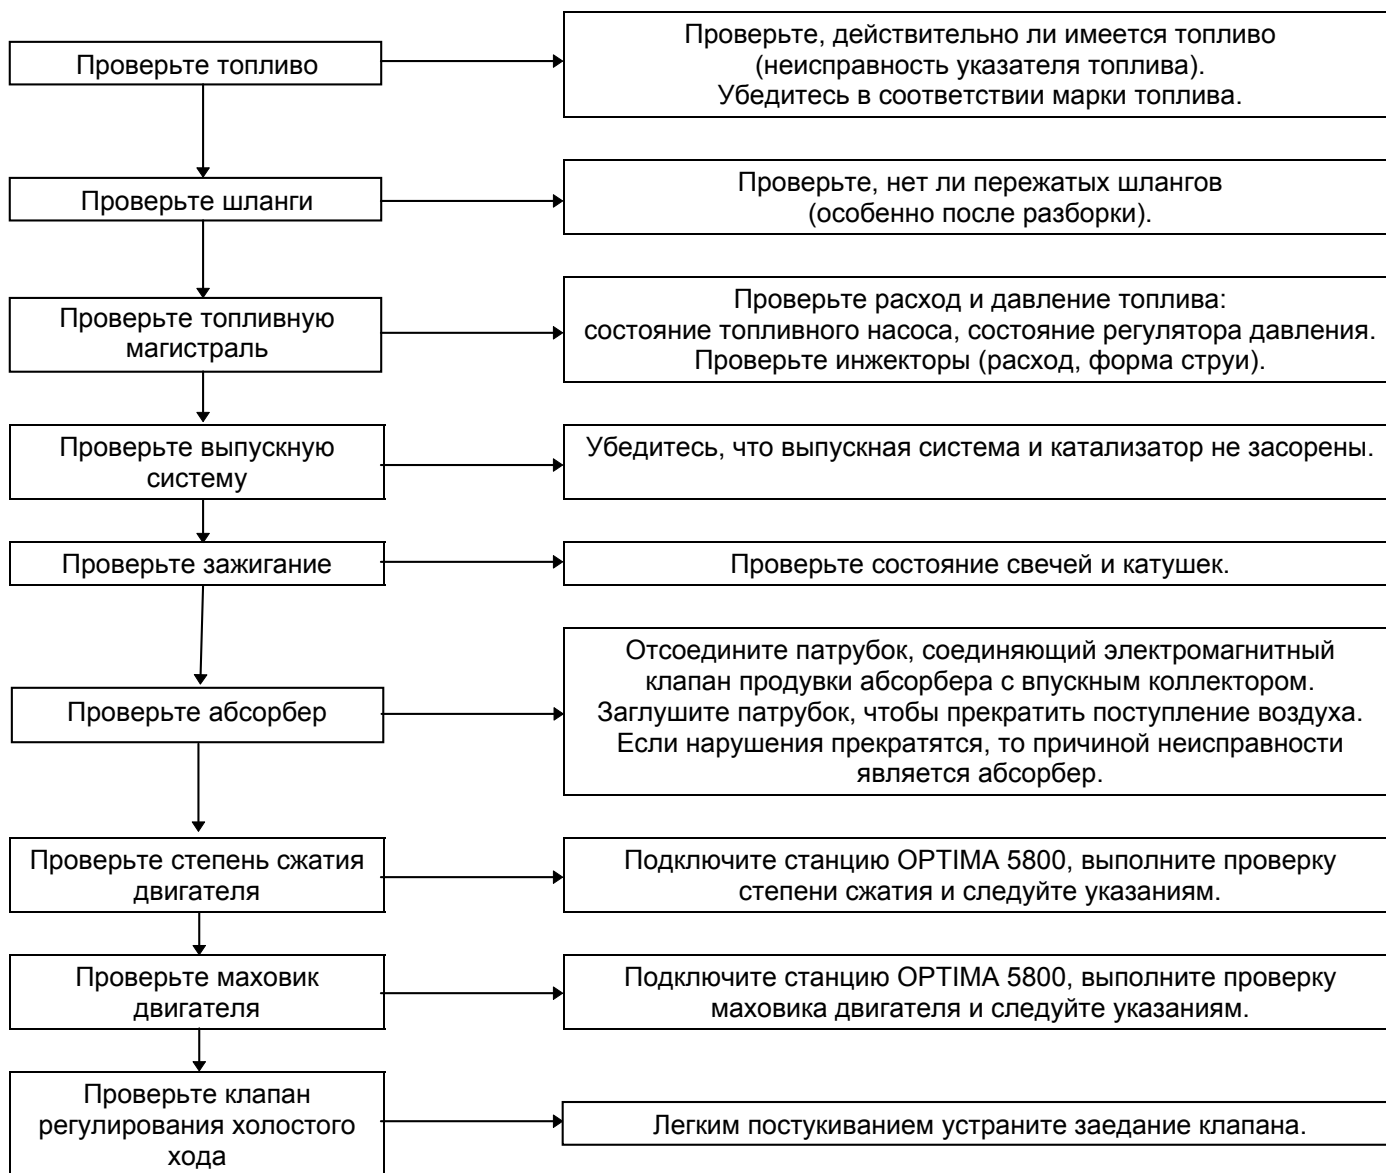 Проверьте топливо
Проверьте, действительно ли имеется топливо
(неисправность указателя топлива).
Убедитесь в соответствии марки топлива.
Проверьте шланги
Проверьте, нет ли пережатых шлангов
(особенно после разборки).
Проверьте топливную
магистраль
Проверьте расход и давление топлива:
состояние топливного насоса, состояние регулятора давления.
Проверьте инжекторы (расход, форма струи).
Проверьте выпускную
систему
Убедитесь, что выпускная система и катализатор не засорены.
Проверьте зажигание
Проверьте состояние свечей и катушек.
Проверьте абсорбер
Отсоедините патрубок, соединяющий электромагнитный
клапан продувки абсорбера с впускным коллектором.
Заглушите патрубок, чтобы прекратить поступление воздуха.
Если нарушения прекратятся, то причиной неисправности
является абсорбер.
Проверьте степень сжатия
двигателя
Подключите станцию OPTIMA 5800, выполните проверку
степени сжатия и следуйте указаниям.
Проверьте маховик
двигателя
Подключите станцию OPTIMA 5800, выполните проверку
маховика двигателя и следуйте указаниям.
Проверьте клапан
регулирования холостого
хода
Легким постукиванием устраните заедание клапана.